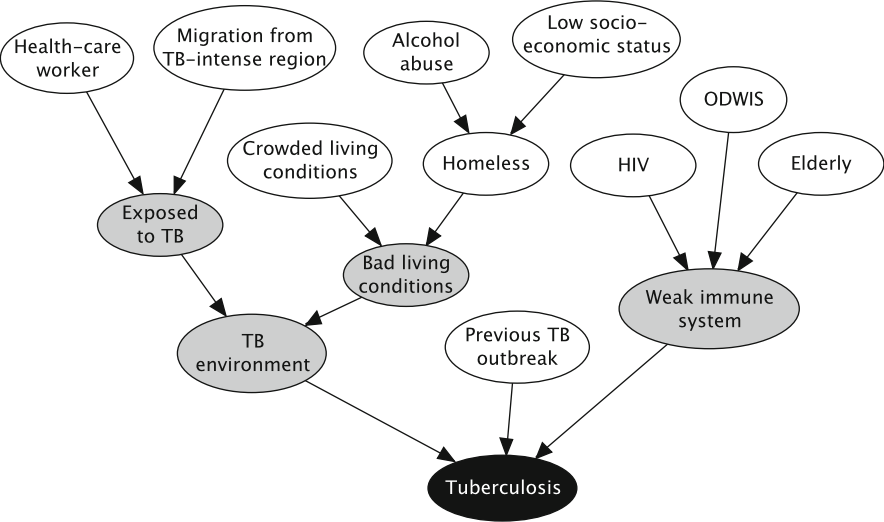 Health-care
worker
Migration from
TB-intense region
Alcohol
abuse
Low socio-
economic status
ODWIS
Crowded living
conditions
Homeless
HIV
Elderly
Exposed
to TB
Bad living
conditions
Weak immune
system
TB
environment
Previous TB
outbreak
Tuberculosis